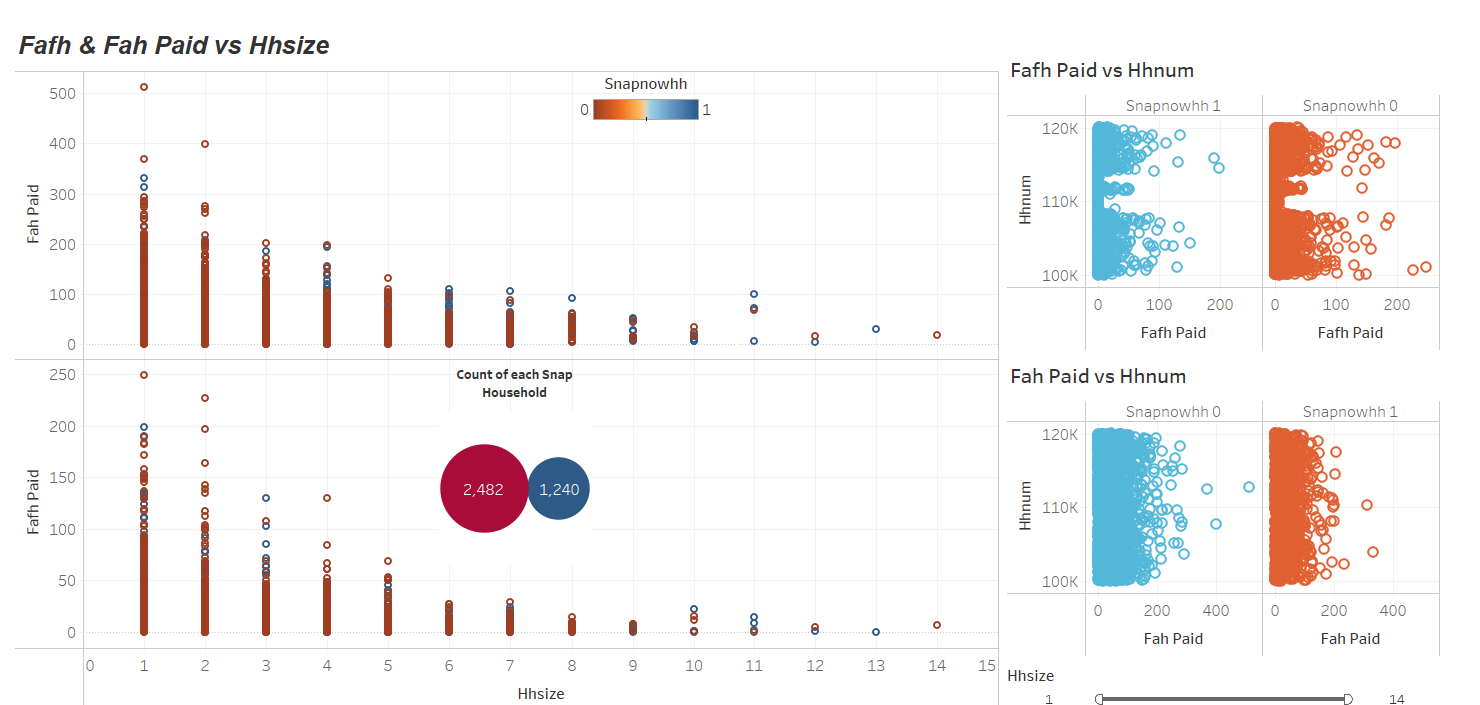 Fafh & Fah Paid vs Hhsize
Snapnowhh
0 1
Fah Paid
500
400
300
200
100
0
Count of each Snap
Household
2,482 1,240
Fafh Paid
250
200
150
100
50
0
0 1 2 3 4 5 6 7 8 9 10 11 12 13 14 15
Hhsize
Fafh Paid vs Hhnum
Snapnowhh 1 Snapnowhh 0
Hhnum
120K
110K
100K
0 100 200 0 100 200
Fafh Paid Fafh Paid
Fah Paid vs Hhnum
Snapnowhh 0 Snapnowhh 1
Hhnum
120K
110K
100K
0 200 400 0 200 400
Fah Paid Fah Paid
Hhsize
1 14